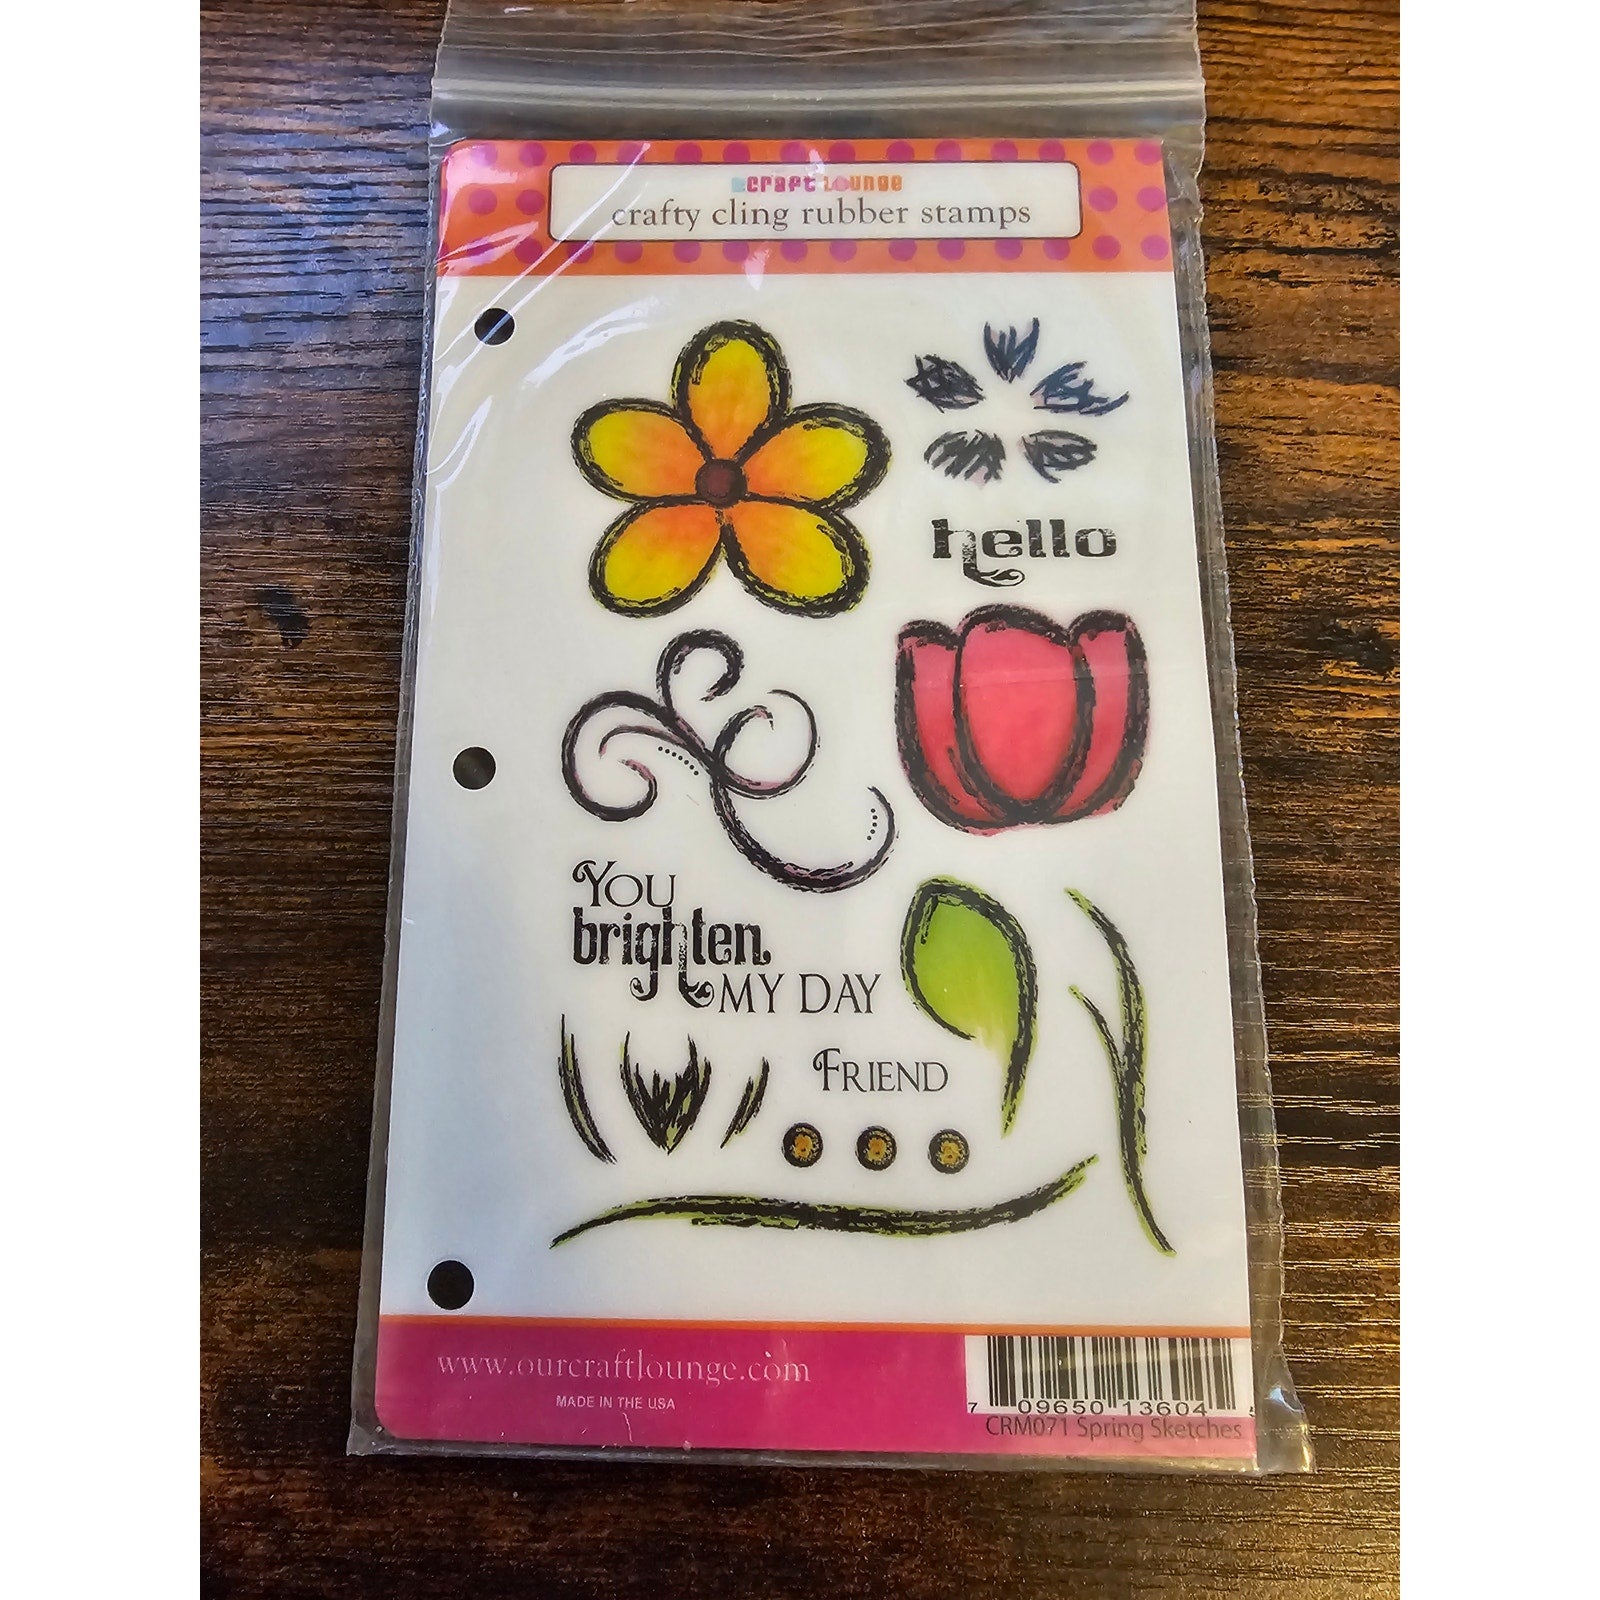 craft lounge
crafty cling rubber stamps
hello
You
brighten
MY DAY
FRIEND
www.ourcraftlounge.com
MADE IN THE USA
7 09650 13604 5
CRM071 Spring Sketches